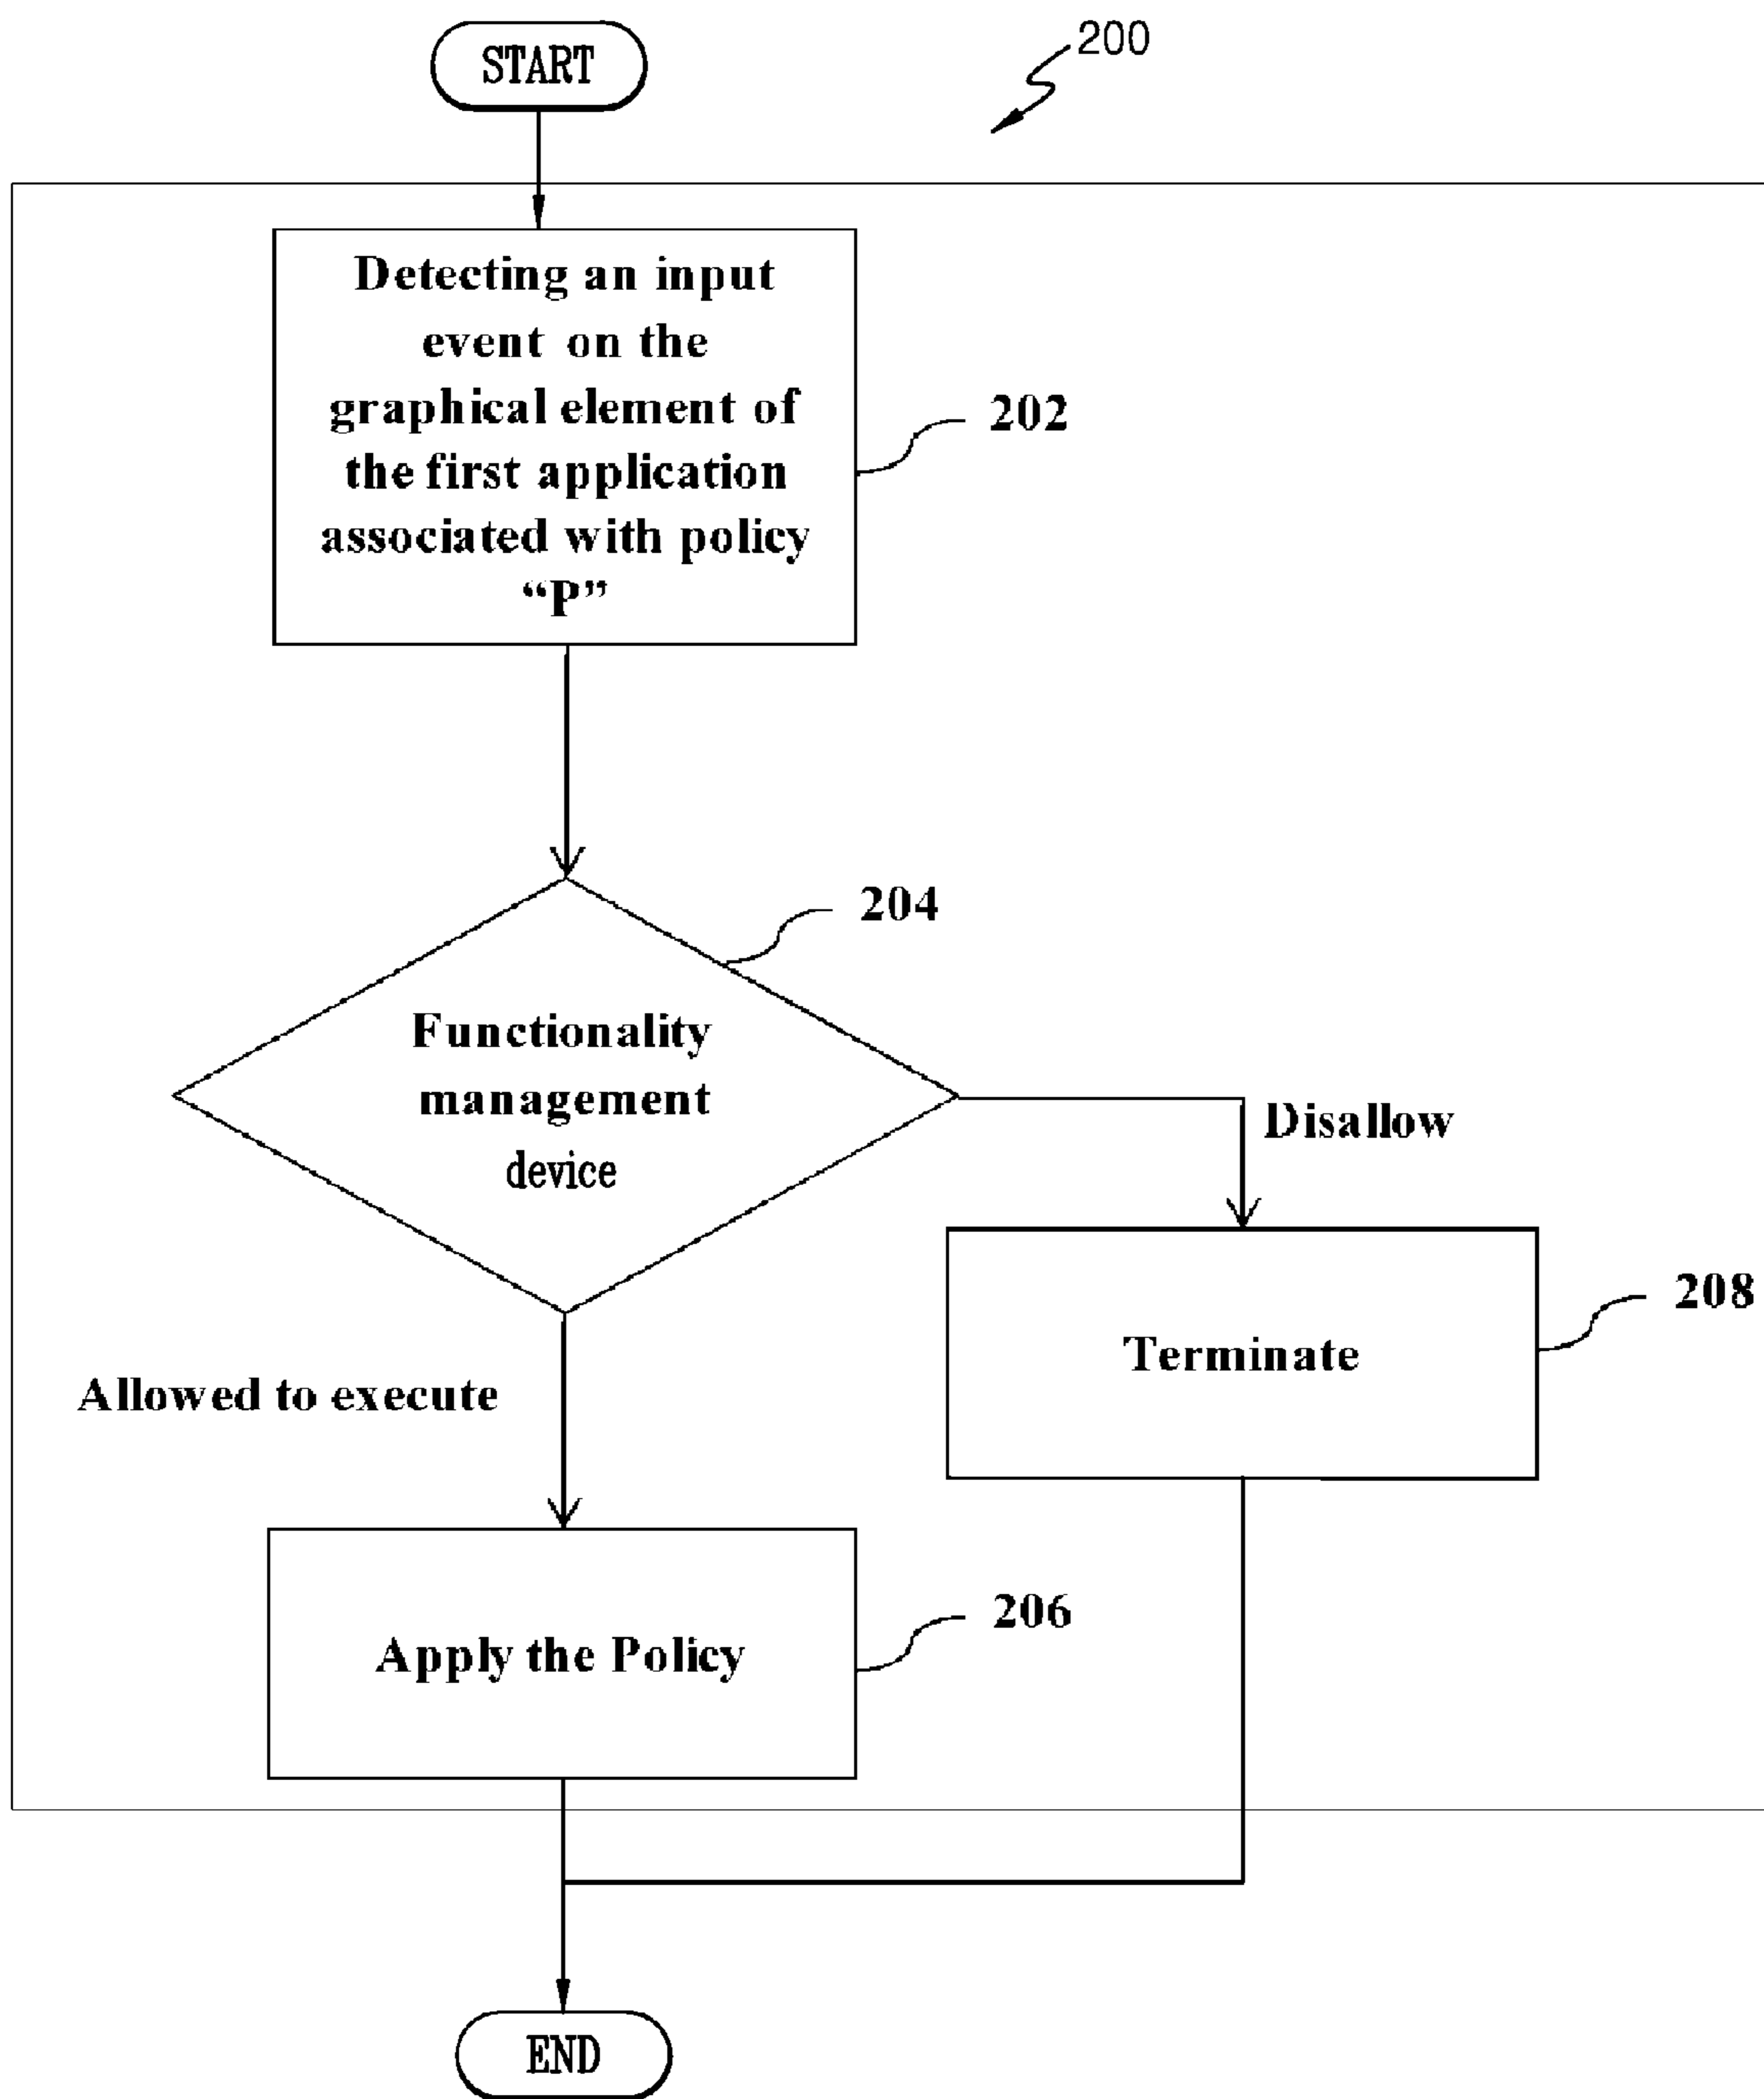 START
200
Detecting an input
event on the
graphical element of
the first application
associated with policy
“P”
202
204
Functionality
management
device
Disallow
208
Terminate
Allowed to execute
206
Apply the Policy
END